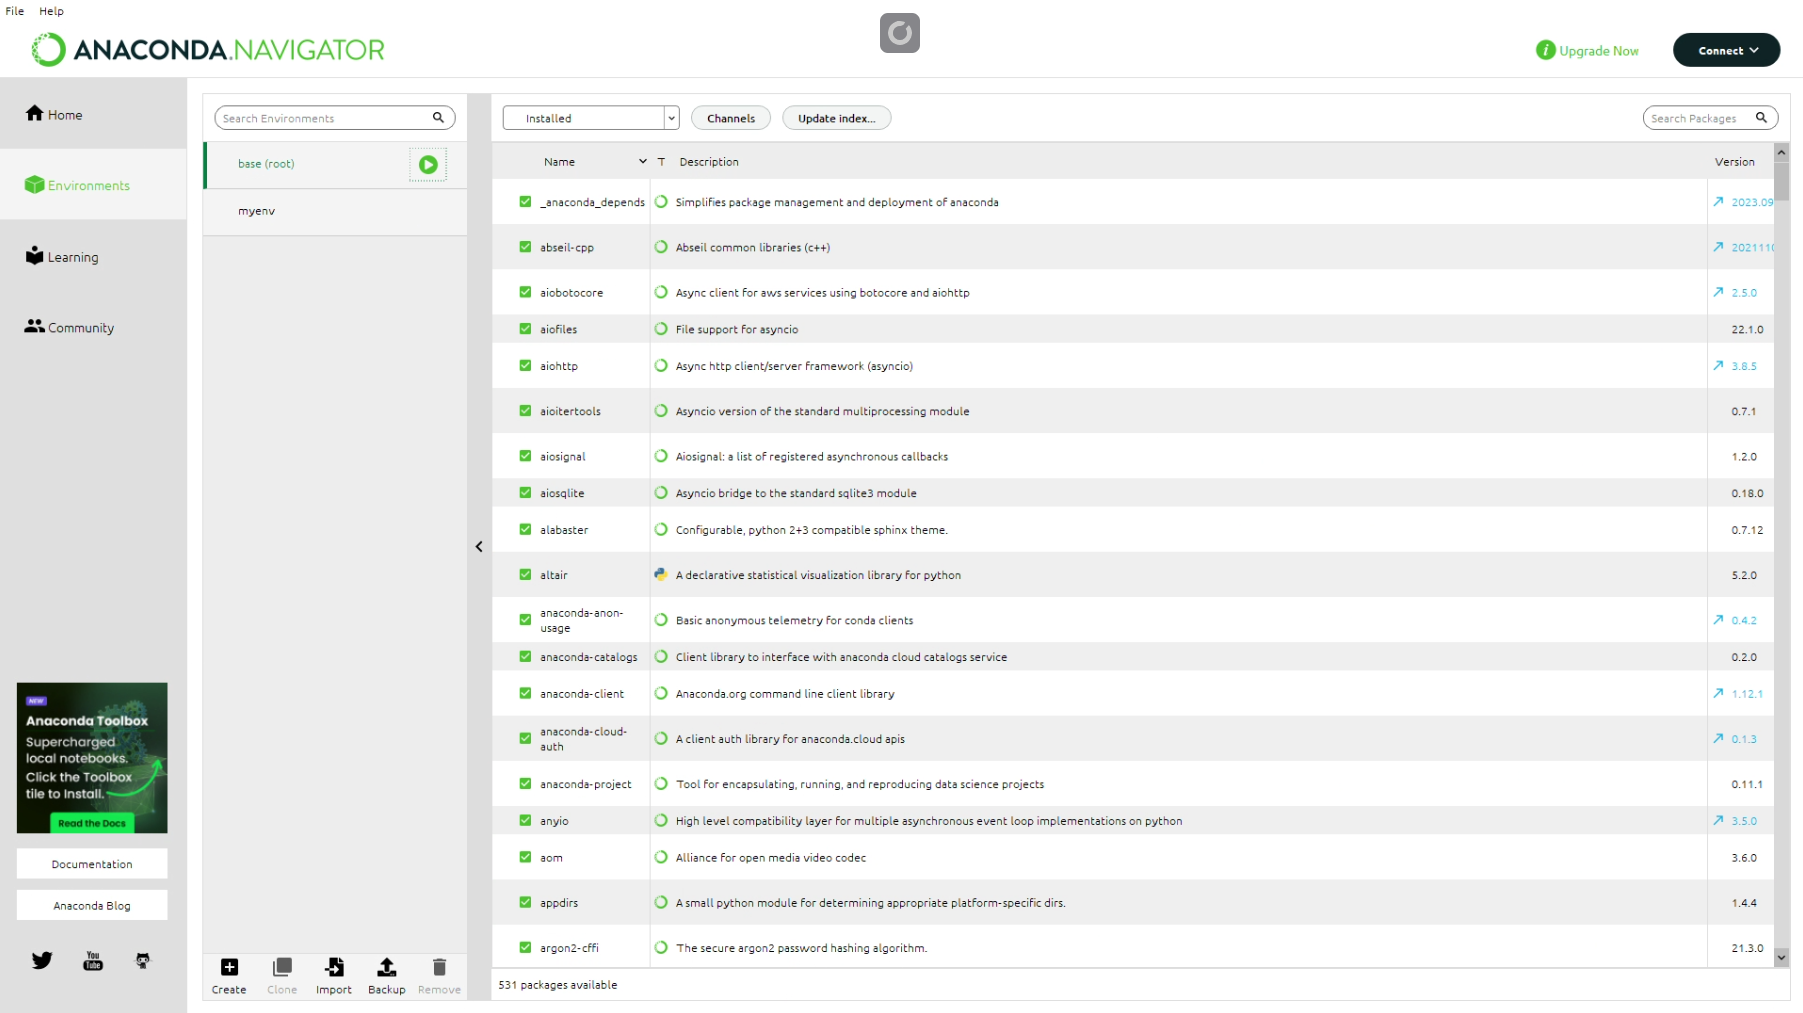 File Help
ANACONDA.NAVIGATOR
Upgrade Now
Connect
Home
Environments
Learning
Community
NEW
Anaconda Toolbox
Supercharged
local notebooks.
Click the Toolbox
tile to Install.
Read the Docs
Documentation
Anaconda Blog
You
Tube
Search Environments
base (root)
myenv
Create Clone Import Backup Remove
Installed Channels Update index... Search Packages
Name T Description Version
_anaconda_depends Simplifies package management and deployment of anaconda 2023.09
abseil-cpp Abseil common libraries (c++) 2021110
aiobotocore Async client for aws services using botocore and aiohttp 2.5.0
aiofiles File support for asyncio 22.1.0
aiohttp Async http client/server framework (asyncio) 3.8.5
aioitertools Asyncio version of the standard multiprocessing module 0.7.1
aiosignal Aiosignal: a list of registered asynchronous callbacks 1.2.0
aiosqlite Asyncio bridge to the standard sqlite3 module 0.18.0
alabaster Configurable, python 2+3 compatible sphinx theme. 0.7.12
altair A declarative statistical visualization library for python 5.2.0
anaconda-anon-
usage Basic anonymous telemetry for conda clients 0.4.2
anaconda-catalogs Client library to interface with anaconda cloud catalogs service 0.2.0
anaconda-client Anaconda.org command line client library 1.12.1
anaconda-cloud-
auth A client auth library for anaconda.cloud apis 0.1.3
anaconda-project Tool for encapsulating, running, and reproducing data science projects 0.11.1
anyio High level compatibility layer for multiple asynchronous event loop implementations on python 3.5.0
aom Alliance for open media video codec 3.6.0
appdirs A small python module for determining appropriate platform-specific dirs. 1.4.4
argon2-cffi The secure argon2 password hashing algorithm. 21.3.0
531 packages available